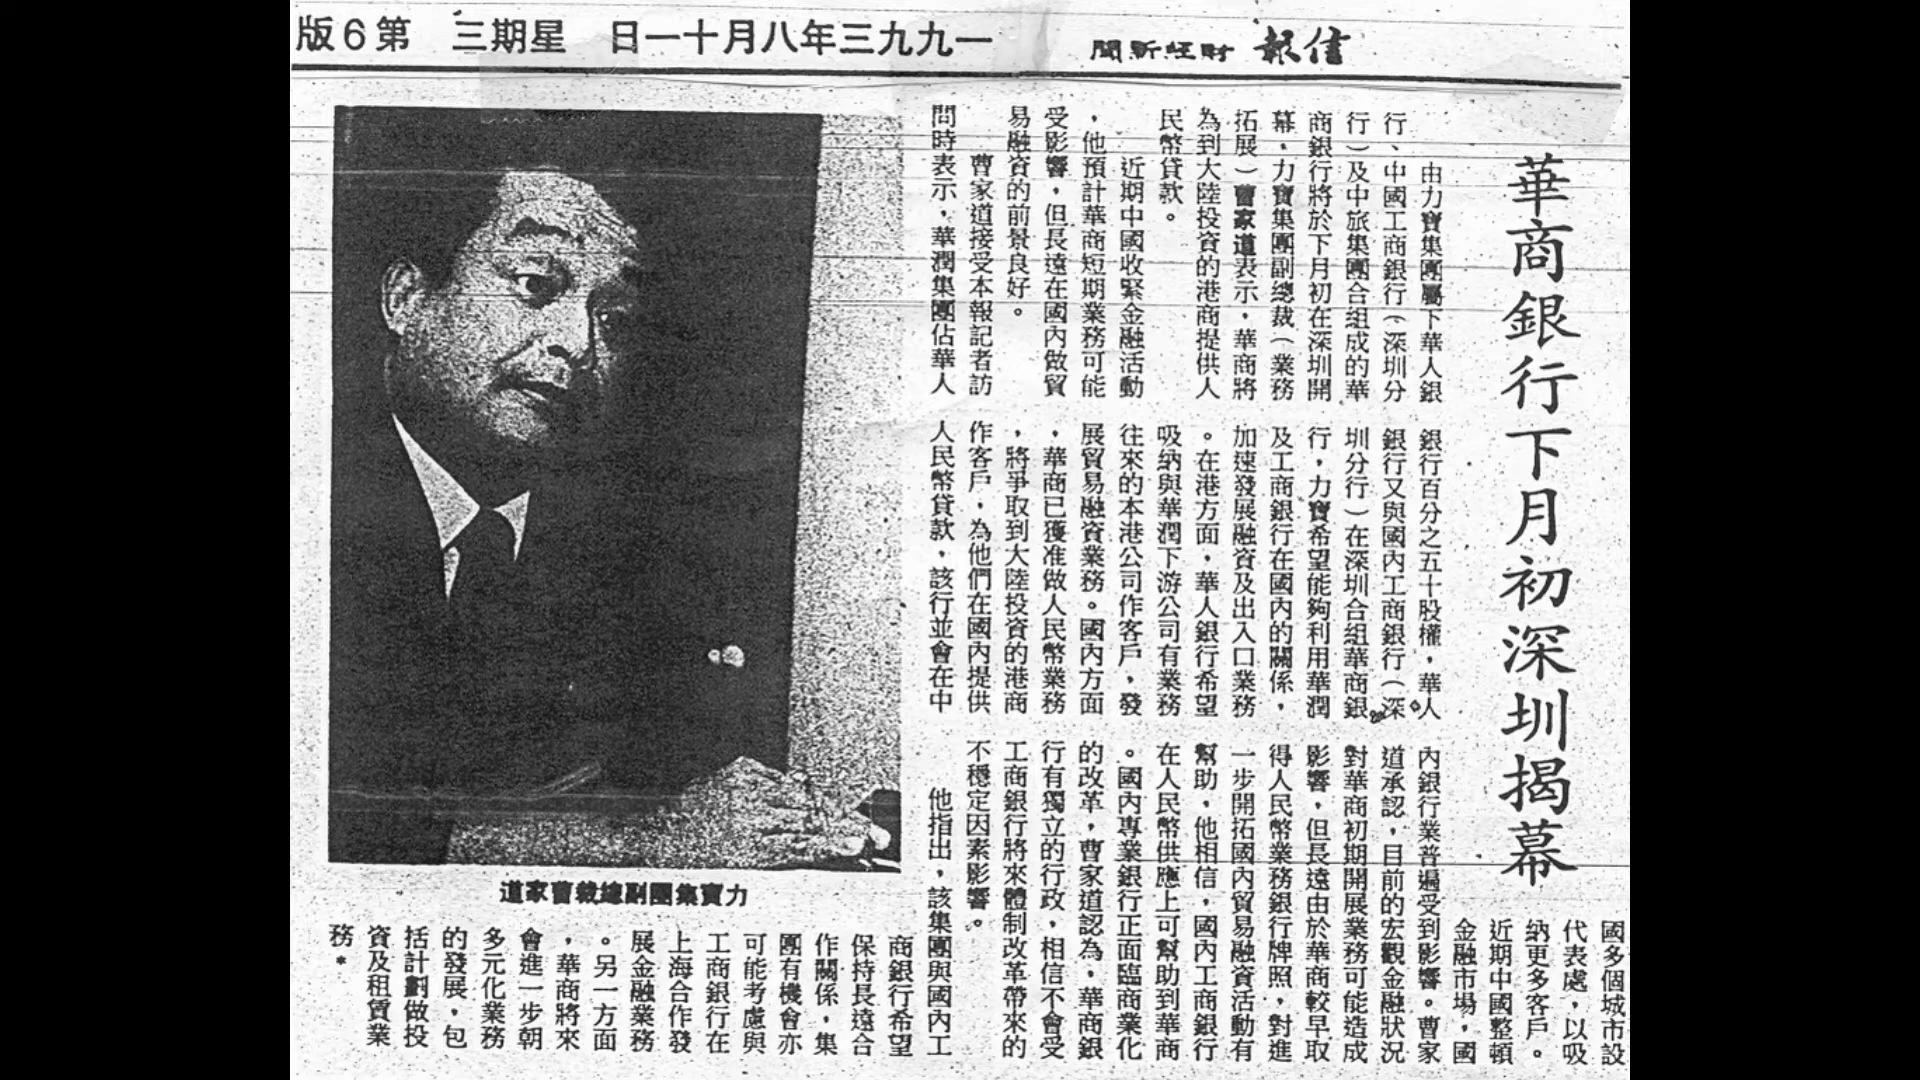 信報 財經新聞 一九九三年八月十一日 星期三 第6版
華商銀行下月初深圳揭幕
由力寶集團屬下華人銀
行、中國工商銀行（深圳分
行）及中旅集團合組成的華
商銀行將於下月初在深圳開
幕，力寶集團副總裁（業務
拓展）曹家道表示，華商將
為到大陸投資的港商提供人
民幣貸款。
近期中國收緊金融活動
，他預計華商短期業務可能
受影響，但長遠在國內做貿
易融資的前景良好。
曹家道接受本報記者訪
問時表示，華潤集團佔華人
銀行百分之五十股權，華人
銀行又與國內工商銀行（深
圳分行）在深圳合組華商銀
行，力寶希望能夠利用華潤
及工商銀行在國內的關係，
加速發展融資及出入口業務
。在港方面，華人銀行希望
吸納與華潤下游公司有業務
往來的本港公司作客戶，發
展貿易融資業務。國內方面
，華商已獲准做人民幣業務
，將爭取到大陸投資的港商
作客戶，為他們在國內提供
人民幣貸款，該行並會在中
國多個城市設
代表處，以吸
納更多客戶。
近期中國整頓
金融市場，國
內銀行業普遍受到影響。曹家
道承認，目前的宏觀金融狀況
對華商初期開展業務可能造成
影響，但長遠由於華商較早取
得人民幣業務銀行牌照，對進
一步開拓國內貿易融資活動有
幫助，他相信，國內工商銀行
在人民幣供應上可幫助到華商
。國內專業銀行正面臨商業化
的改革，曹家道認為，華商銀
行有獨立的行政，相信不會受
工商銀行將來體制改革帶來的
不穩定因素影響。
他指出，該集團與國內工
商銀行希望
保持長遠合
作關係，集
團有機會亦
可能考慮與
工商銀行在
上海合作發
展金融業務
。另一方面
，華商將來
會進一步朝
多元化業務
的發展，包
括計劃做投
資及租賃業
務*
力寶集團副總裁曹家道